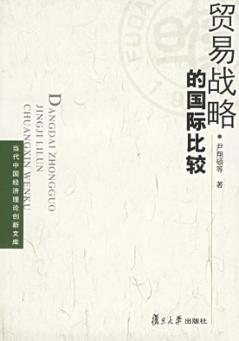 贸易战略
的国际比较
•尹翔硕等 著
DANGDAI ZHONGGUO
JINGJI LILUN
CHUANGXIN WENKU
当代中国经济理论创新文库
复旦大学出版社